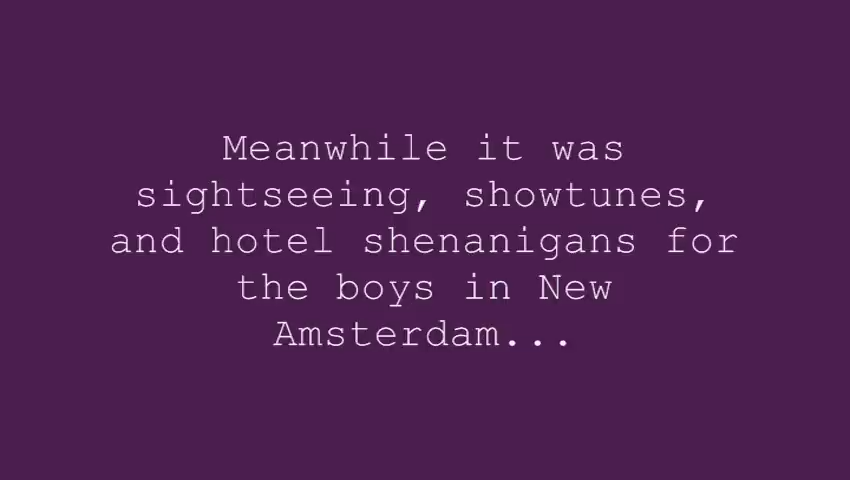 Meanwhile it was
sightseeing, showtunes,
and hotel shenanigans for
the boys in New
Amsterdam...